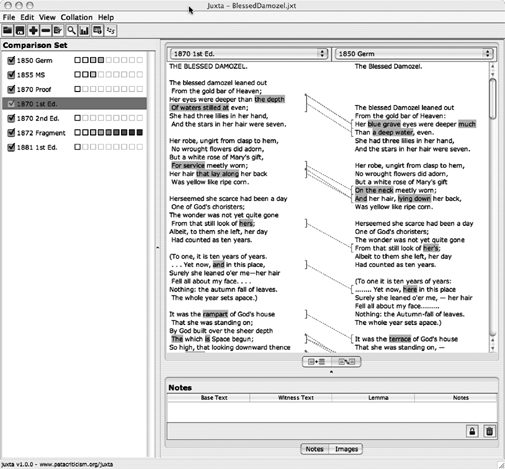 Juxta – BlessedDamozel.jxt
File Edit View Collation Help
Comparison Set
1850 Germ
1855 MS
1870 Proof
1870 1st Ed.
1870 2nd Ed.
1872 Fragment
1881 1st Ed.
1870 1st Ed.
THE BLESSED DAMOZEL.
The blessed damozel leaned out
From the gold bar of Heaven;
Her eyes were deeper than the depth
Of waters stilled at even;
She had three lilies in her hand,
And the stars in her hair were seven.
Her robe, ungirt from clasp to hem,
No wrought flowers did adorn,
But a white rose of Mary's gift,
For service meetly worn;
Her hair that lay along her back
Was yellow like ripe corn.
Herseemed she scarce had been a day
One of God's choristers;
The wonder was not yet quite gone
From that still look of hers;
Albeit, to them she left, her day
Had counted as ten years.
(To one, it is ten years of years.
. . . Yet now, and in this place,
Surely she leaned o'er me—her hair
Fell all about my face. . . .
Nothing: the autumn fall of leaves.
The whole year sets apace.)
It was the rampart of God's house
That she was standing on;
By God built over the sheer depth
The which is Space begun;
So high, that looking downward thence
1850 Germ
The Blessed Damozel.
The blessed damozel leaned out
From the gold bar of Heaven:
Her blue grave eyes were deeper much
Than a deep water, even.
She had three lilies in her hand,
And the stars in her hair were seven.
Her robe, ungirt from clasp to hem,
No wrought flowers did adorn,
But a white rose of Mary's gift
On the neck meetly worn;
And her hair, lying down her back,
Was yellow like ripe corn.
Herseemed she scarce had been a day
One of God's choristers;
The wonder was not yet quite gone
From that still look of her's;
Albeit to them she left, her day
Had counted as ten years.
(To one it is ten years of years:
........ Yet now, here in this place
Surely she leaned o'er me, — her hair
Fell all about my face.........
Nothing: the Autumn-fall of leaves.
The whole year sets apace.)
It was the terrace of God's house
That she was standing on, —
Notes
Base Text Witness Text Lemma Notes
Notes Images
juxta v1.0.0 - www.patacriticism.org/juxta